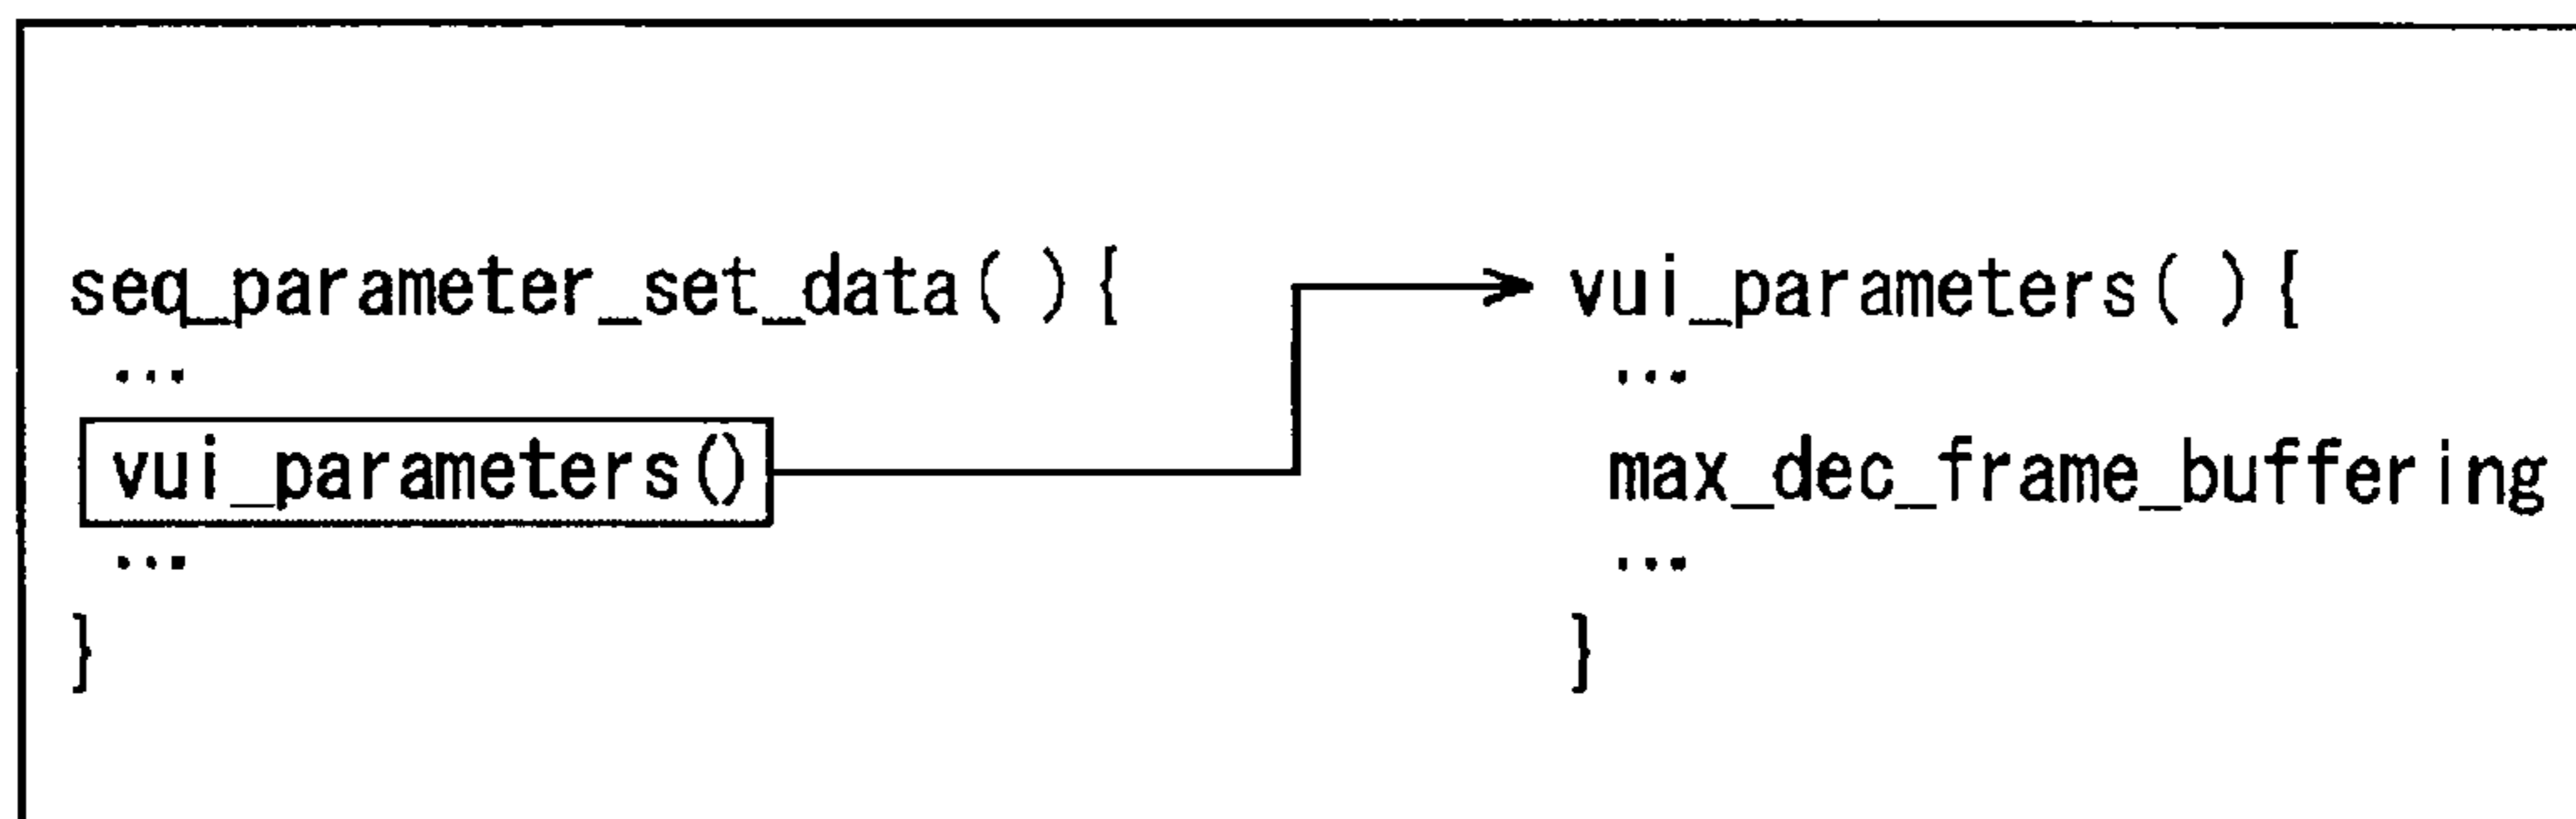 seq_parameter_set_data( ){
...
vui_parameters()
...
}
vui_parameters( ){
...
max_dec_frame_buffering
...
}